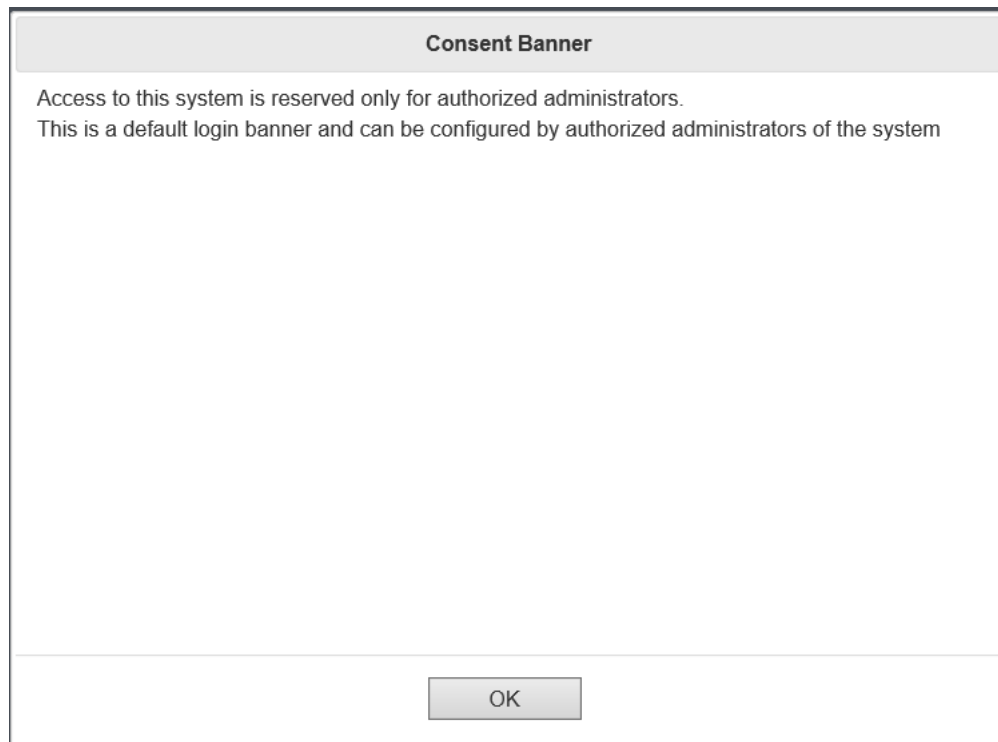 Consent Banner
Access to this system is reserved only for authorized administrators.
This is a default login banner and can be configured by authorized administrators of the system
OK